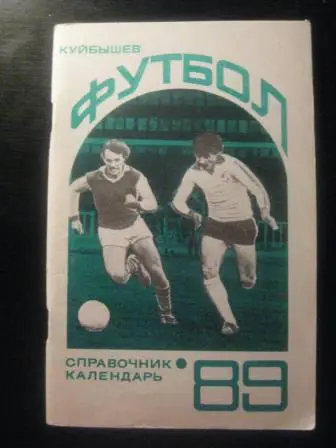 КУЙБЫШЕВ
ФУТБОЛ
СПРАВОЧНИК •
КАЛЕНДАРЬ
89